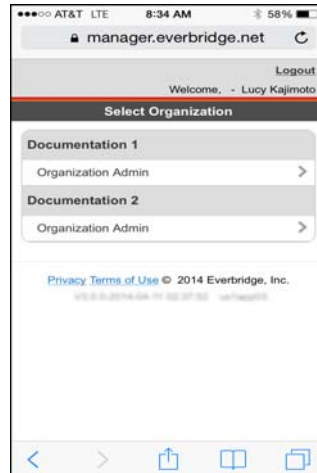 AT&T LTE 8:34 AM 58%
manager.everbridge.net
Logout
Welcome, - Lucy Kajimoto
Select Organization
Documentation 1
Organization Admin
Documentation 2
Organization Admin
Privacy Terms of Use © 2014 Everbridge, Inc.